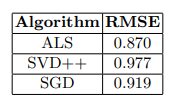 Algorithm RMSE
ALS 0.870
SVD++ 0.977
SGD 0.919